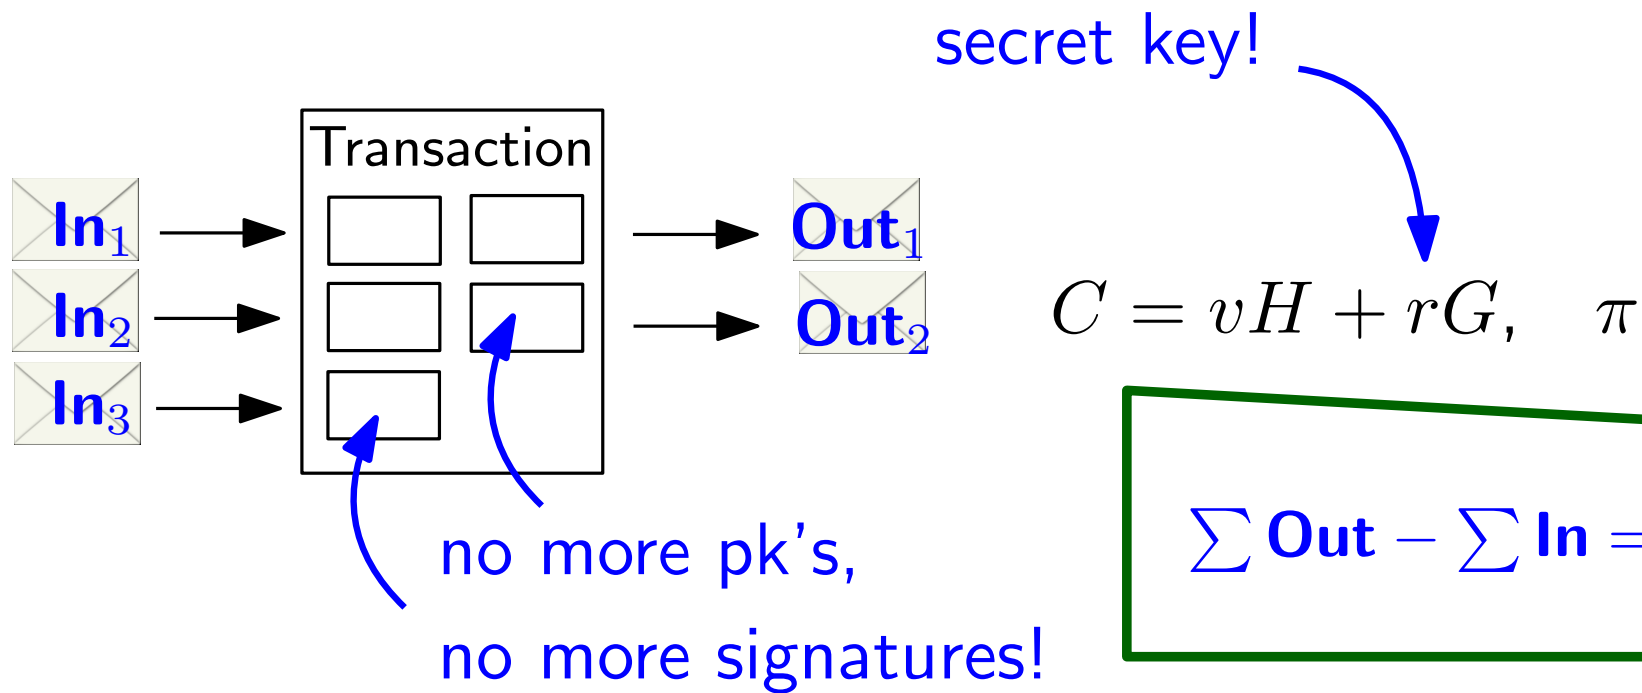 secret key!
Transaction
In₁
In₂
In₃
Out₁
Out₂
C = vH + rG, π
∑ Out − ∑ In =
no more pk's,
no more signatures!